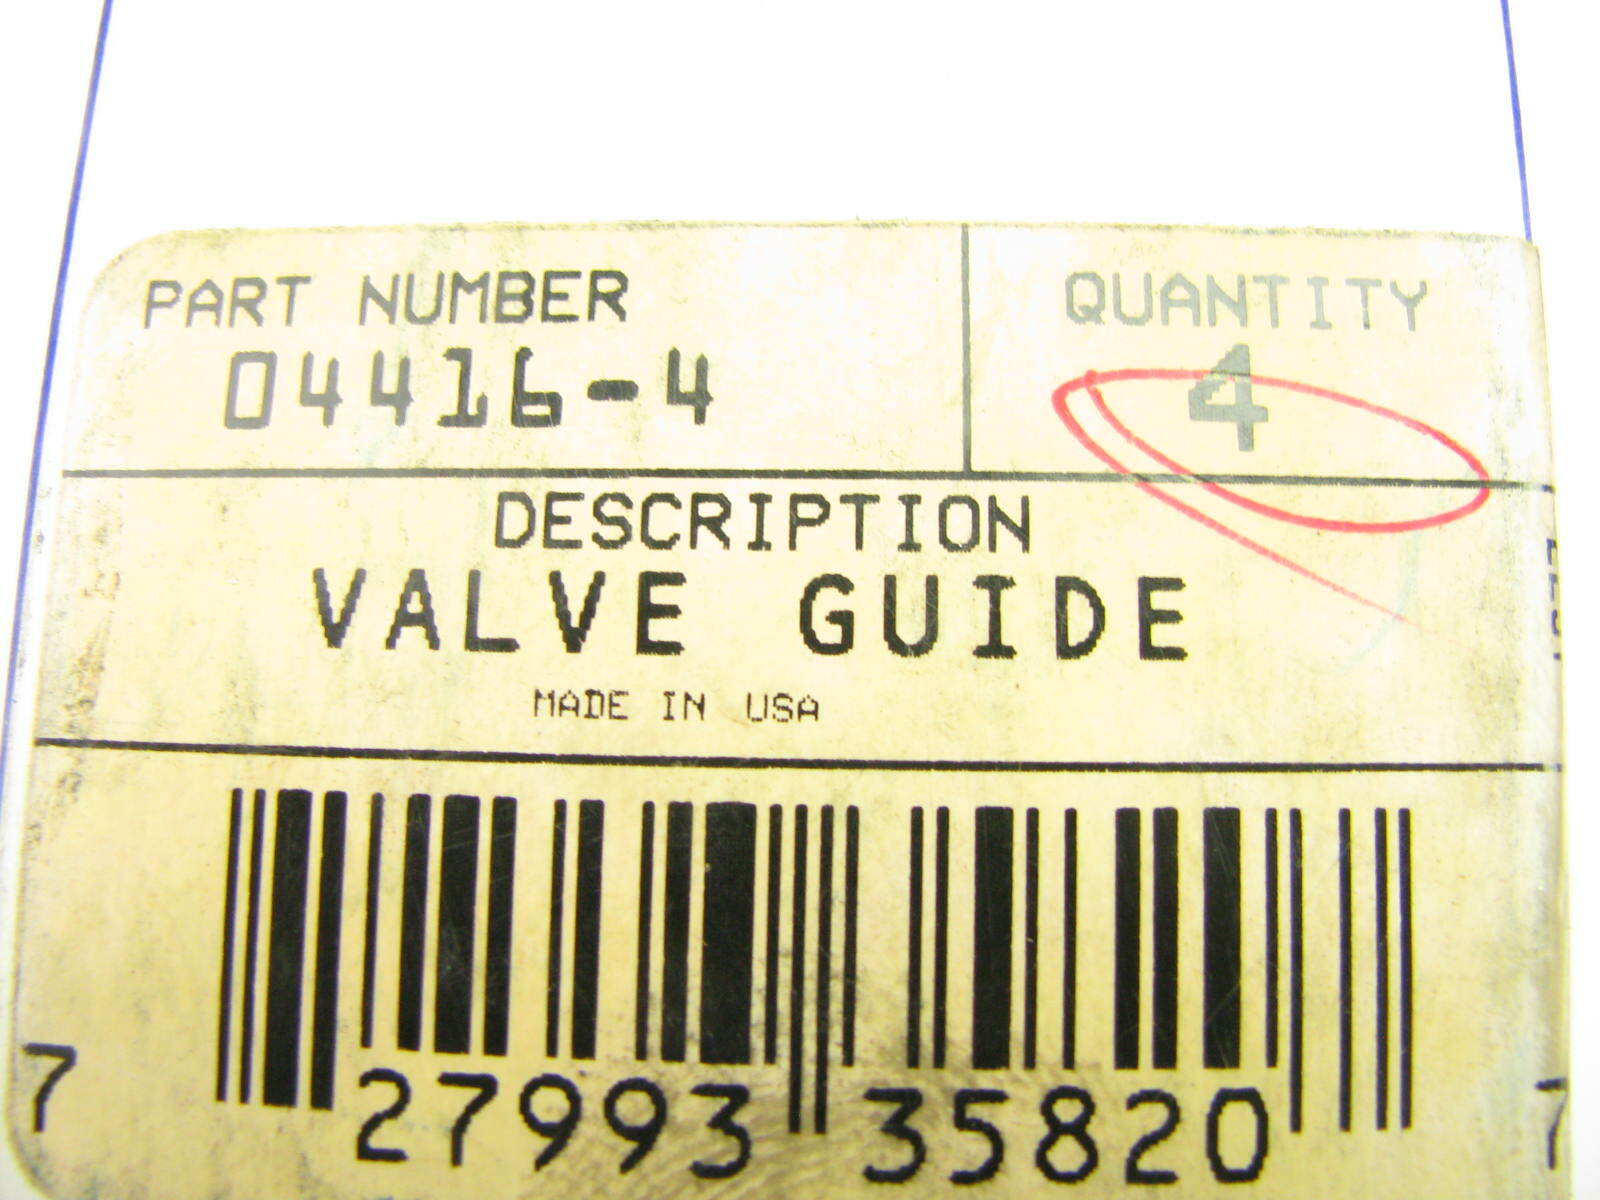 PART NUMBER
QUANTITY
04416-4
4
DESCRIPTION
VALVE GUIDE
MADE IN USA
7 27993 35820 7